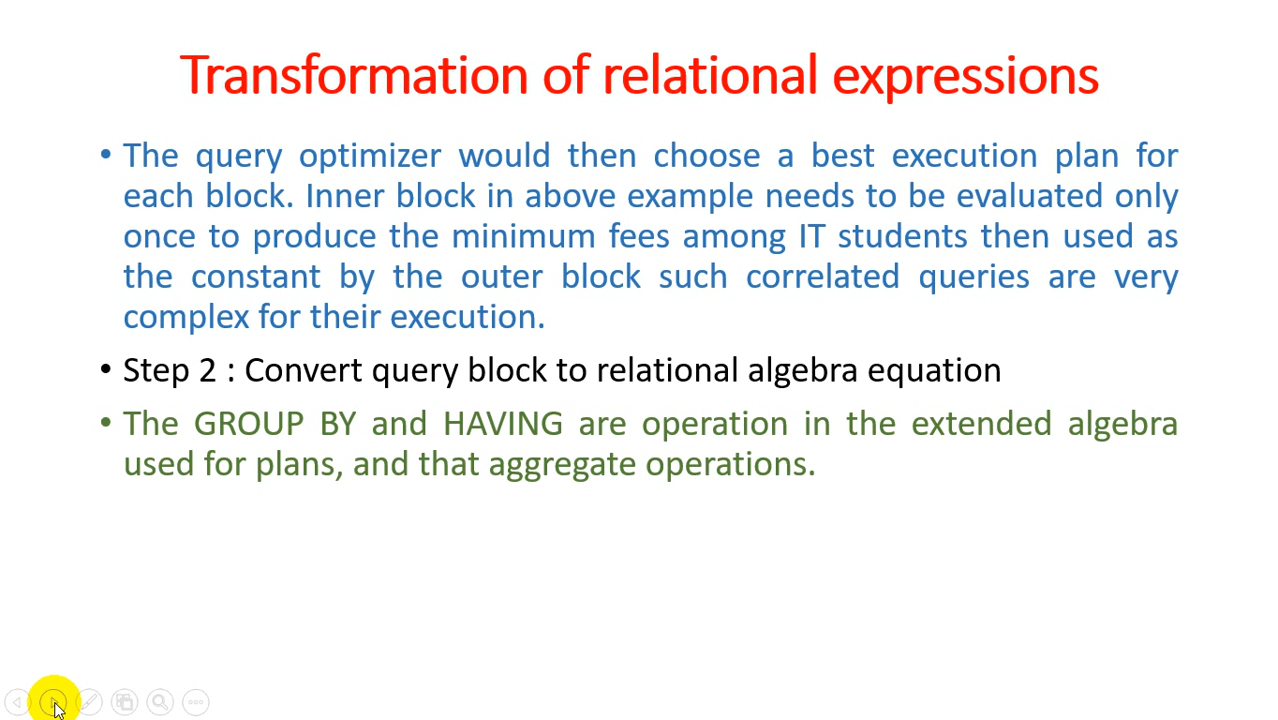 Transformation of relational expressions
• The query optimizer would then choose a best execution plan for
each block. Inner block in above example needs to be evaluated only
once to produce the minimum fees among IT students then used as
the constant by the outer block such correlated queries are very
complex for their execution.
• Step 2 : Convert query block to relational algebra equation
• The GROUP BY and HAVING are operation in the extended algebra
used for plans, and that aggregate operations.